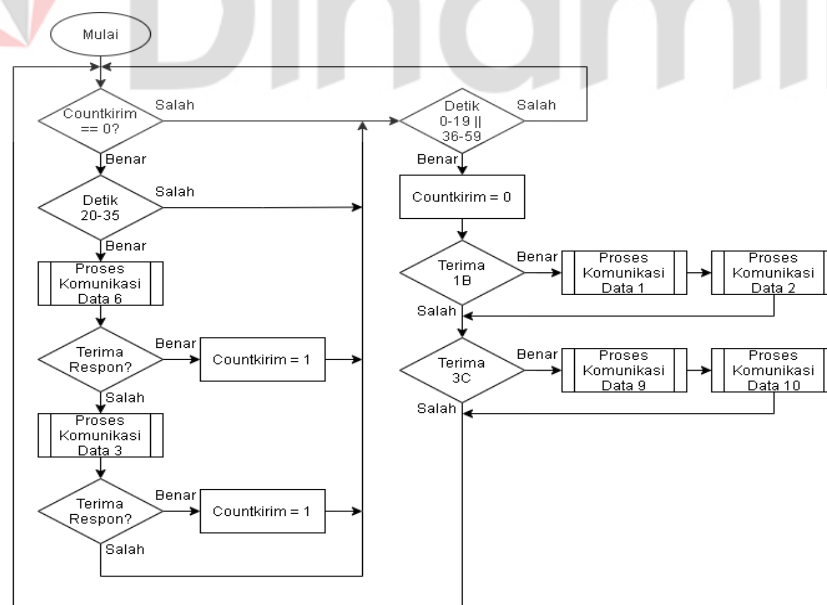 Dinami
Mulai
Countkirim
== 0?
Salah
Benar
Detik
20-35
Salah
Benar
Proses
Komunikasi
Data 6
Terima
Respon?
Benar
Countkirim = 1
Salah
Proses
Komunikasi
Data 3
Terima
Respon?
Benar
Countkirim = 1
Salah
Detik
0-19 ||
36-59
Salah
Benar
Countkirim = 0
Terima
1B
Benar
Proses
Komunikasi
Data 1
Proses
Komunikasi
Data 2
Salah
Terima
3C
Benar
Proses
Komunikasi
Data 9
Proses
Komunikasi
Data 10
Salah